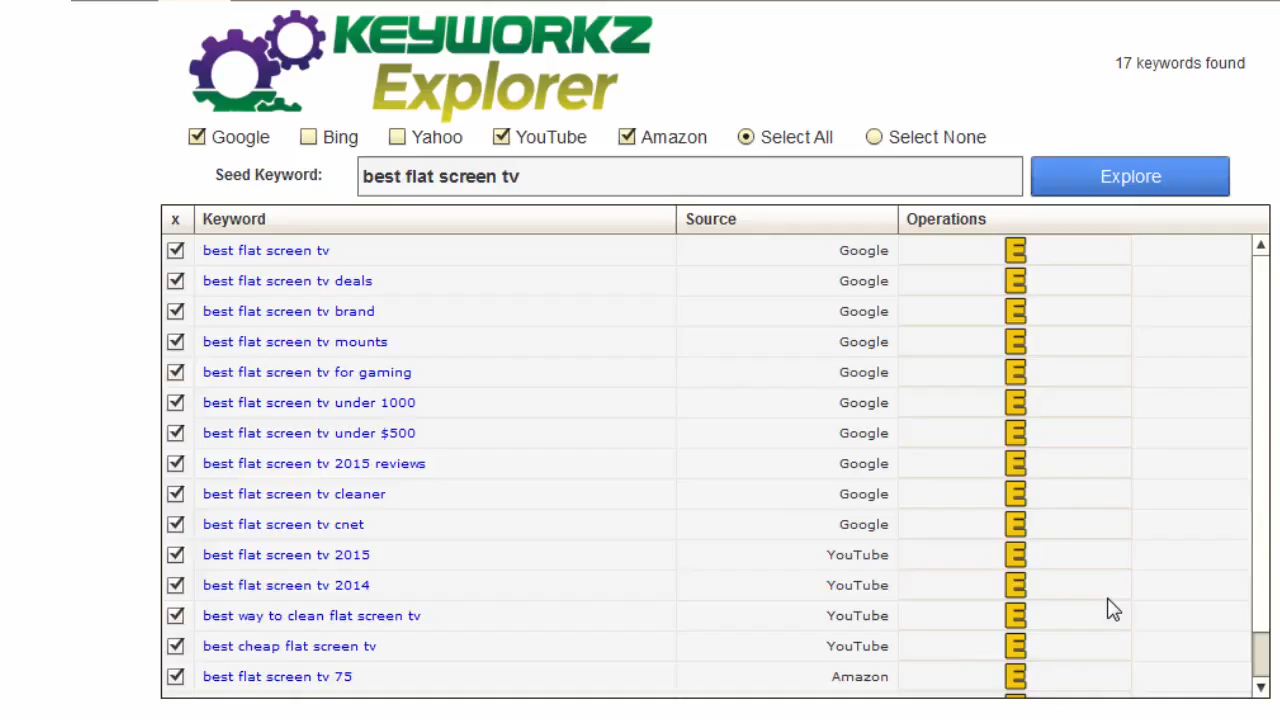 KEYWORKZ
Explorer
17 keywords found
Google Bing Yahoo YouTube Amazon Select All Select None
Seed Keyword: best flat screen tv Explore
x Keyword Source Operations
best flat screen tv Google E
best flat screen tv deals Google E
best flat screen tv brand Google E
best flat screen tv mounts Google E
best flat screen tv for gaming Google E
best flat screen tv under 1000 Google E
best flat screen tv under $500 Google E
best flat screen tv 2015 reviews Google E
best flat screen tv cleaner Google E
best flat screen tv cnet Google E
best flat screen tv 2015 YouTube E
best flat screen tv 2014 YouTube E
best way to clean flat screen tv YouTube E
best cheap flat screen tv YouTube E
best flat screen tv 75 Amazon E